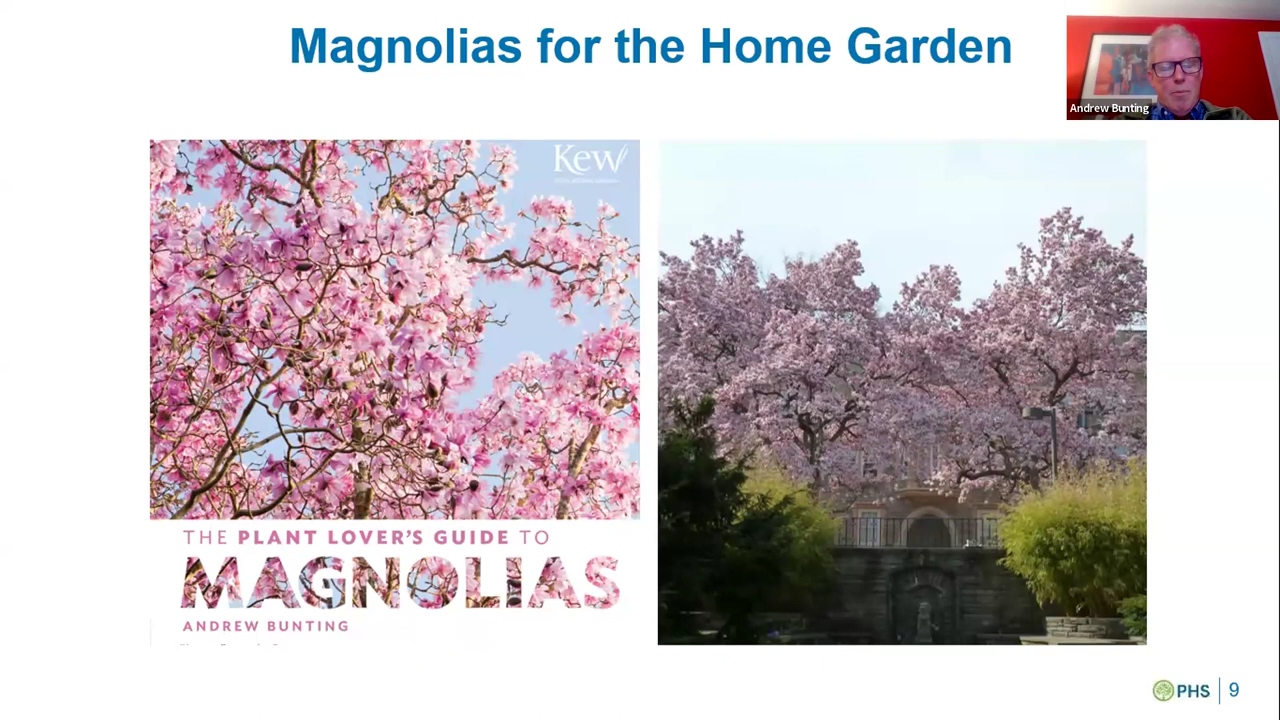 Magnolias for the Home Garden
Andrew Bunting
Kew
THE PLANT LOVER'S GUIDE TO
MAGNOLIAS
ANDREW BUNTING
PHS
9